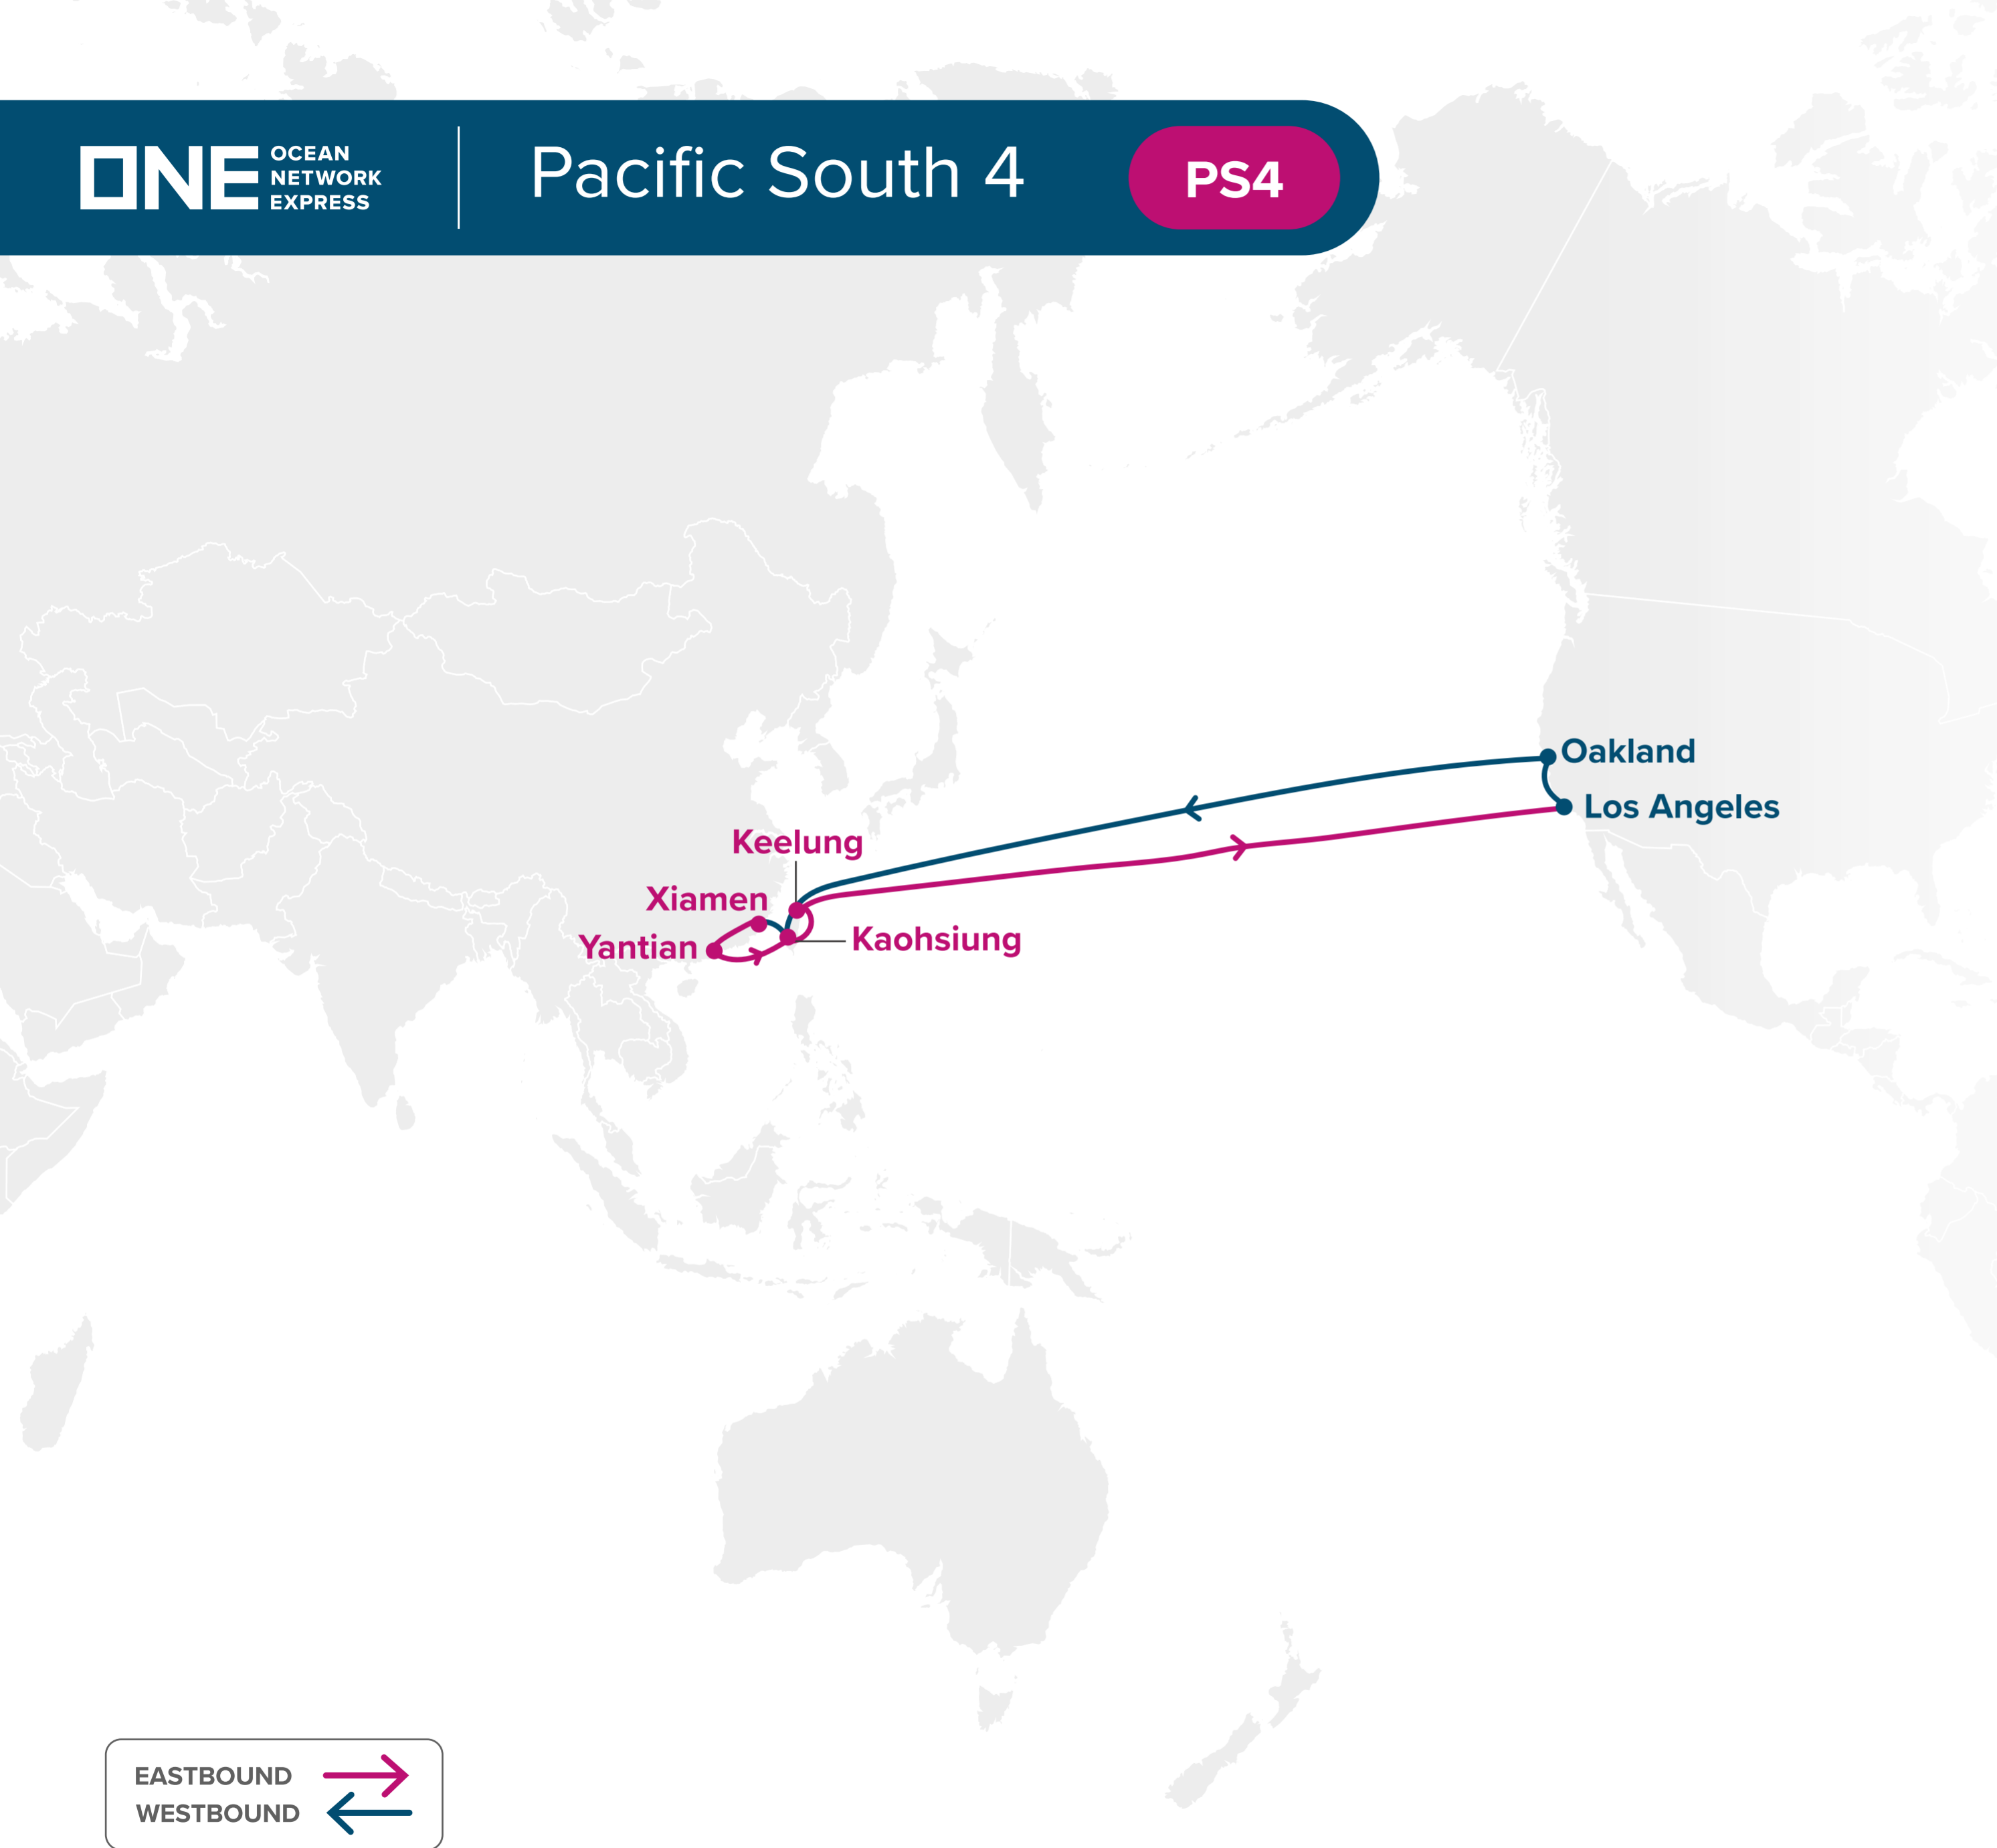 ONE
OCEAN
NETWORK
EXPRESS
Pacific South 4
PS4
Oakland
Los Angeles
Keelung
Xiamen
Yantian
Kaohsiung
EASTBOUND
WESTBOUND